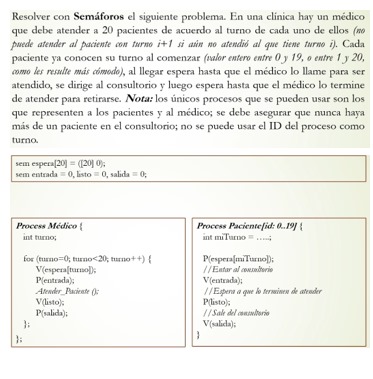 Resolver con Semáforos el siguiente problema. En una clínica hay un médico
que debe atender a 20 pacientes de acuerdo al turno de cada uno de ellos (no
puede atender al paciente con turno i+1 si aún no atendió al que tiene turno i). Cada
paciente ya conocen su turno al comenzar (valor entero entre 0 y 19, o entre 1 y 20,
como les resulte más cómodo), al llegar espera hasta que el médico lo llame para ser
atendido, se dirige al consultorio y luego espera hasta que el médico lo termine
de atender para retirarse. Nota: los únicos procesos que se pueden usar son los
que representen a los pacientes y al médico; se debe asegurar que nunca haya
más de un paciente en el consultorio; no se puede usar el ID del proceso como
turno.
sem espera[20] = ([20] 0);
sem entrada = 0, listo = 0, salida = 0;
Process Médico {
int turno;
for (turno=0; turno<20; turno++) {
V(espera[turno]);
P(entrada);
Atender_Paciente ();
V(listo);
P(salida);
};
};
Process Paciente[id: 0..19] {
int miTurno = …..;
P(espera[miTurno]);
//Entar al consultorio
V(entrada);
//Espera a que lo terminen de atender
P(listo);
//Sale del consultorio
V(salida);
}